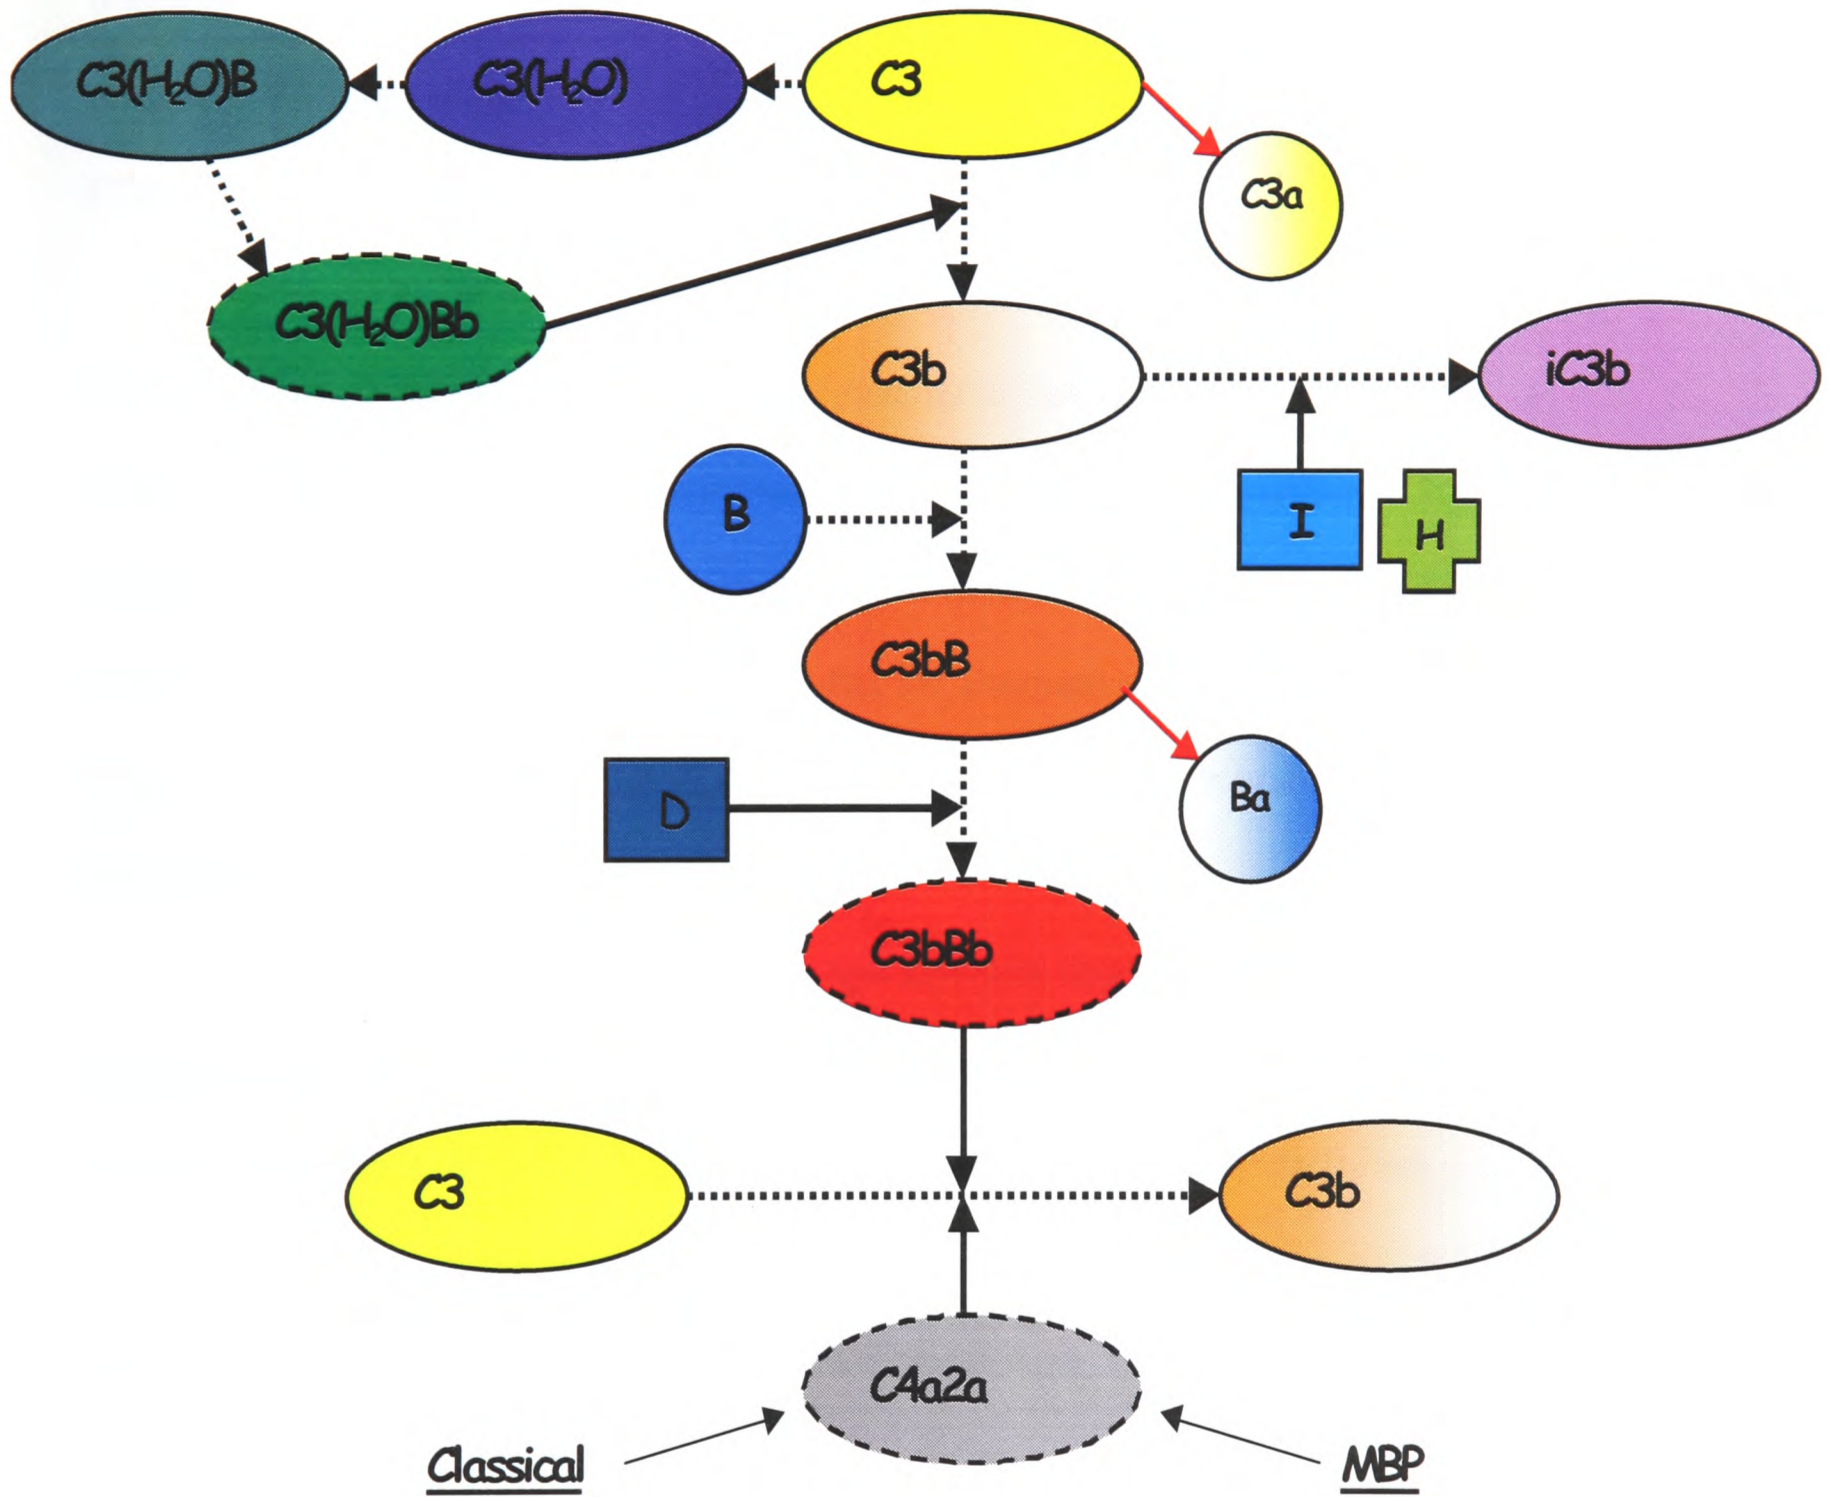 C3(H₂O)B
C3(H₂O)
C3
C3a
C3(H₂O)Bb
C3b
iC3b
B
I
H
C3bB
D
Ba
C3bBb
C3
C3b
C4a2a
Classical
MBP